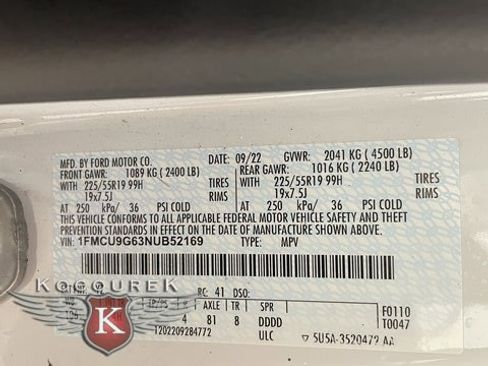 MFD. BY FORD MOTOR CO.
DATE: 09/22 GVWR: 2041 KG ( 4500 LB)
FRONT GAWR: 1089 KG ( 2400 LB) REAR GAWR: 1016 KG ( 2240 LB)
WITH 225/55R19 99H TIRES WITH 225/55R19 99H TIRES
19x7.5J RIMS 19x7.5J RIMS
AT 250 kPa/ 36 PSI COLD AT 250 kPa/ 36 PSI COLD
THIS VEHICLE CONFORMS TO ALL APPLICABLE FEDERAL MOTOR VEHICLE SAFETY AND THEFT
PREVENTION STANDARDS IN EFFECT ON THE DATE OF MANUFACTURE SHOWN ABOVE.
VIN: 1FMCU9G63NUB52169 TYPE: MPV
RC: 41 DSO:
AXLE TR SPR
4 81 8 DDDD F0110
ULC T0047
1202209284772 5U5A-3520472-AA
KOCOUREK
K